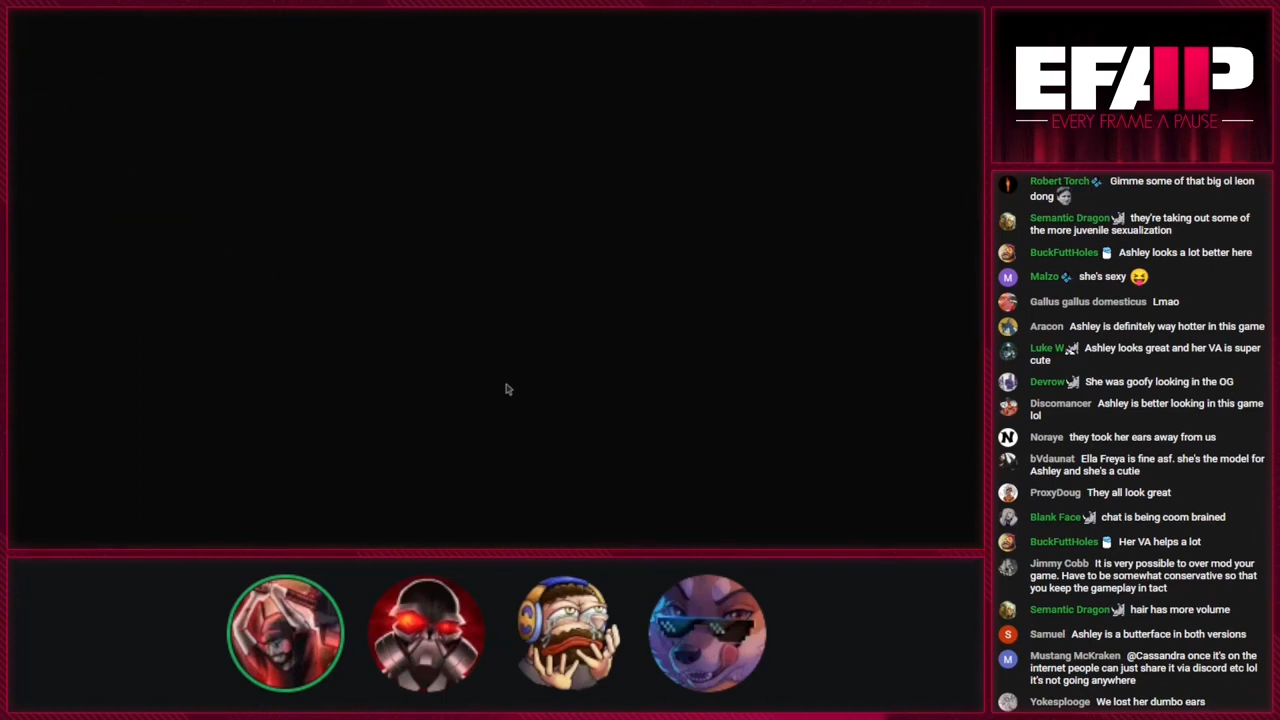 EFAP
EVERY FRAME A PAUSE
Robert Torch Gimme some of that big ol leon
dong
Semantic Dragon they're taking out some of
the more juvenile sexualization
BuckFuttHoles Ashley looks a lot better here
M
Malzo she's sexy
Gallus gallus domesticus Lmao
Aracon Ashley is definitely way hotter in this game
Luke W Ashley looks great and her VA is super
cute
Devrow She was goofy looking in the OG
Discomancer Ashley is better looking in this game
lol
N
Noraye they took her ears away from us
bVdaunat Ella Freya is fine asf. she's the model for
Ashley and she's a cutie
ProxyDoug They all look great
Blank Face chat is being coom brained
BuckFuttHoles Her VA helps a lot
Jimmy Cobb It is very possible to over mod your
game. Have to be somewhat conservative so that
you keep the gameplay in tact
Semantic Dragon hair has more volume
S
Samuel Ashley is a butterface in both versions
M
Mustang McKraken @Cassandra once it's on the
internet people can just share it via discord etc lol
it's not going anywhere
Yokesplooge We lost her dumbo ears